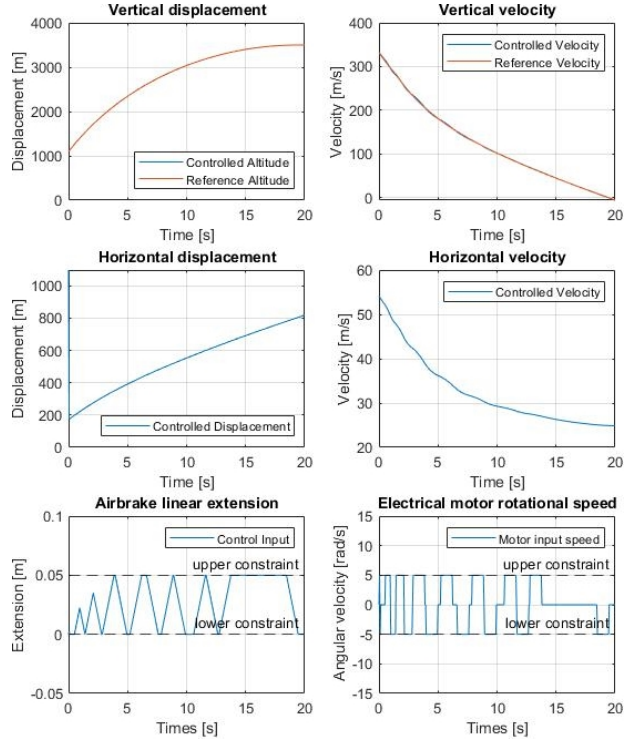 Vertical displacement
4000
3000
2000
1000
0
Displacement [m]
Controlled Altitude
Reference Altitude
0 5 10 15 20
Time [s]
Vertical velocity
400
300
200
100
0
Velocity [m/s]
Controlled Velocity
Reference Velocity
0 5 10 15 20
Time [s]
Horizontal displacement
1000
800
600
400
200
0
Displacement [m]
Controlled Displacement
0 5 10 15 20
Time [s]
Horizontal velocity
60
50
40
30
20
Velocity [m/s]
Controlled Velocity
0 5 10 15 20
Time [s]
Airbrake linear extension
0.1
0.05
0
-0.05
Extension [m]
Control Input
upper constraint
lower constraint
0 5 10 15 20
Times [s]
Electrical motor rotational speed
15
10
5
0
-5
-10
-15
Angular velocity [rad/s]
Motor input speed
upper constraint
lower constraint
0 5 10 15 20
Times [s]